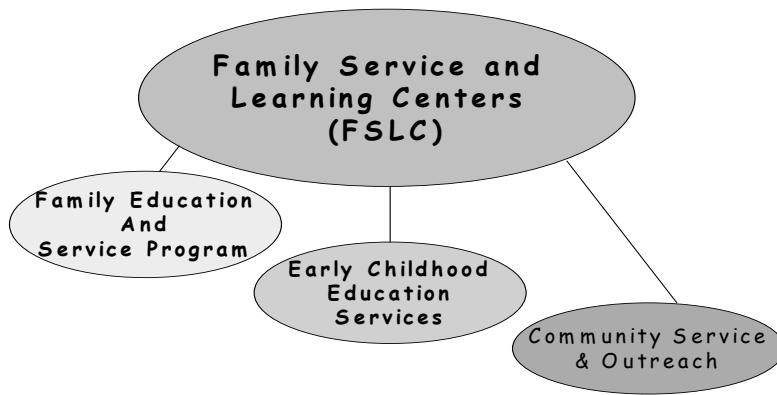 Family Service and
Learning Centers
(FSLC)
Family Education
And
Service Program
Early Childhood
Education
Services
Community Service
& Outreach